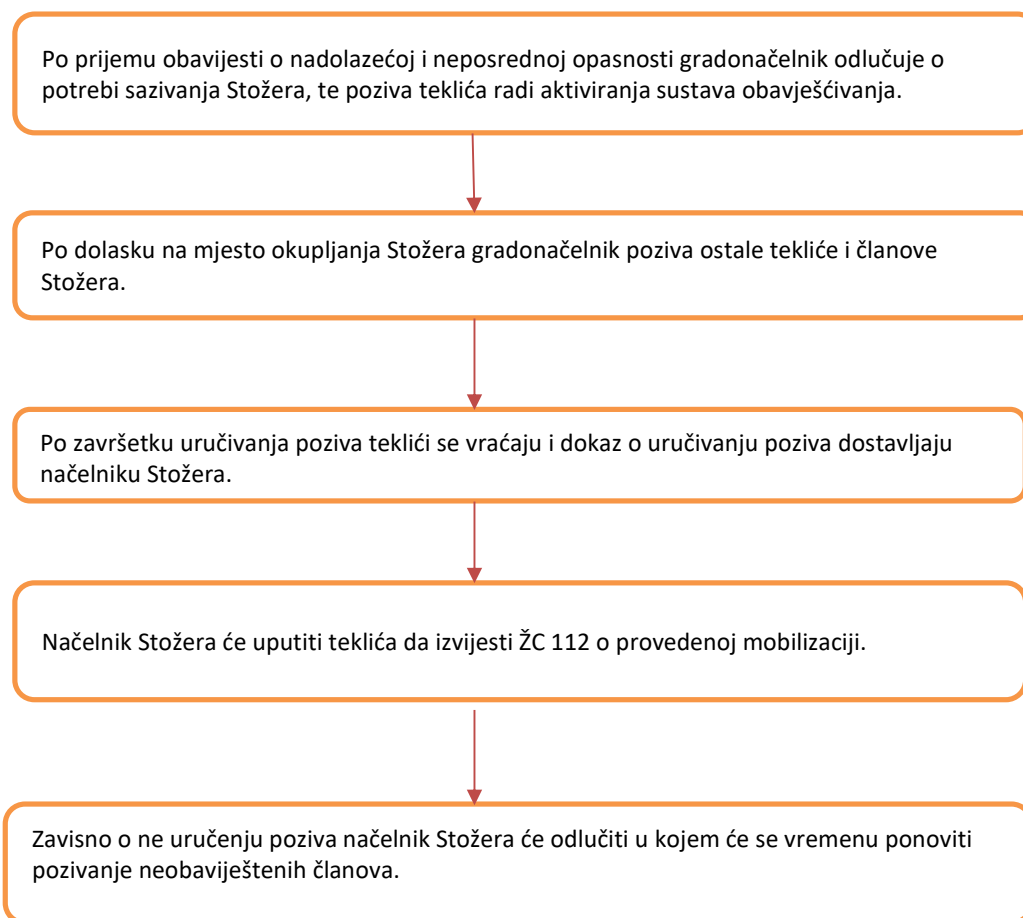 Po prijemu obavijesti o nadolazećoj i neposrednoj opasnosti gradonačelnik odlučuje o
potrebi sazivanja Stožera, te poziva teklića radi aktiviranja sustava obavješćivanja.
Po dolasku na mjesto okupljanja Stožera gradonačelnik poziva ostale tekliće i članove
Stožera.
Po završetku uručivanja poziva teklići se vraćaju i dokaz o uručivanju poziva dostavljaju
načelniku Stožera.
Načelnik Stožera će uputiti teklića da izvijesti ŽC 112 o provedenoj mobilizaciji.
Zavisno o ne uručenju poziva načelnik Stožera će odlučiti u kojem će se vremenu ponoviti
pozivanje neobaviještenih članova.